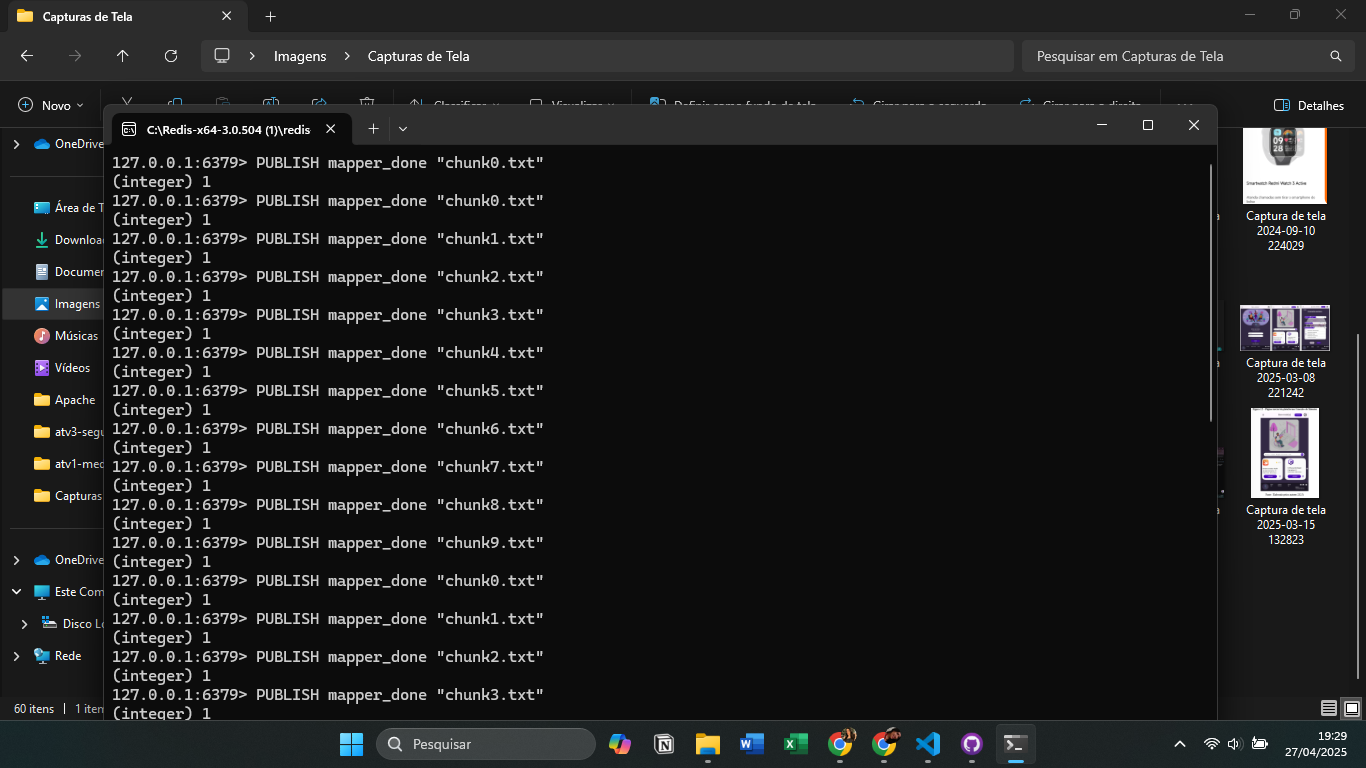 Capturas de Tela
Imagens
Capturas de Tela
Pesquisar em Capturas de Tela
Novo
Detalhes
C:\Redis-x64-3.0.504 (1)\redis
OneDrive
Área de T
Downloa
Documen
Imagens
Músicas
Vídeos
Apache
atv3-segu
atv1-med
Capturas
OneDrive
Este Com
Disco Lo
Rede
127.0.0.1:6379> PUBLISH mapper_done "chunk0.txt"
(integer) 1
127.0.0.1:6379> PUBLISH mapper_done "chunk0.txt"
(integer) 1
127.0.0.1:6379> PUBLISH mapper_done "chunk1.txt"
(integer) 1
127.0.0.1:6379> PUBLISH mapper_done "chunk2.txt"
(integer) 1
127.0.0.1:6379> PUBLISH mapper_done "chunk3.txt"
(integer) 1
127.0.0.1:6379> PUBLISH mapper_done "chunk4.txt"
(integer) 1
127.0.0.1:6379> PUBLISH mapper_done "chunk5.txt"
(integer) 1
127.0.0.1:6379> PUBLISH mapper_done "chunk6.txt"
(integer) 1
127.0.0.1:6379> PUBLISH mapper_done "chunk7.txt"
(integer) 1
127.0.0.1:6379> PUBLISH mapper_done "chunk8.txt"
(integer) 1
127.0.0.1:6379> PUBLISH mapper_done "chunk9.txt"
(integer) 1
127.0.0.1:6379> PUBLISH mapper_done "chunk0.txt"
(integer) 1
127.0.0.1:6379> PUBLISH mapper_done "chunk1.txt"
(integer) 1
127.0.0.1:6379> PUBLISH mapper_done "chunk2.txt"
(integer) 1
127.0.0.1:6379> PUBLISH mapper_done "chunk3.txt"
(integer) 1
09
28
Smartwatch Redmi Watch 5 Active
Captura de tela
2024-09-10
224029
Captura de tela
2025-03-08
221242
Captura de tela
2025-03-15
132823
60 itens
1 iten
Pesquisar
19:29
27/04/2025